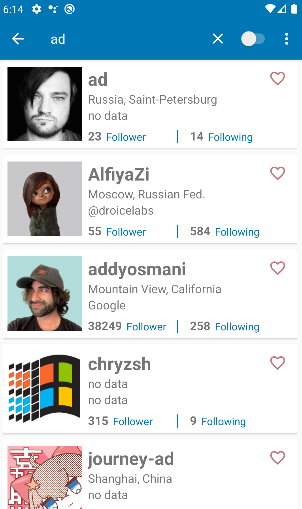 6:14
ad
ad
Russia, Saint-Petersburg
no data
23 Follower | 14 Following
AlfiyaZi
Moscow, Russian Fed.
@droicelabs
55 Follower | 584 Following
addyosmani
Mountain View, California
Google
38249 Follower | 258 Following
chryzsh
no data
no data
315 Follower | 9 Following
journey-ad
Shanghai, China
no data